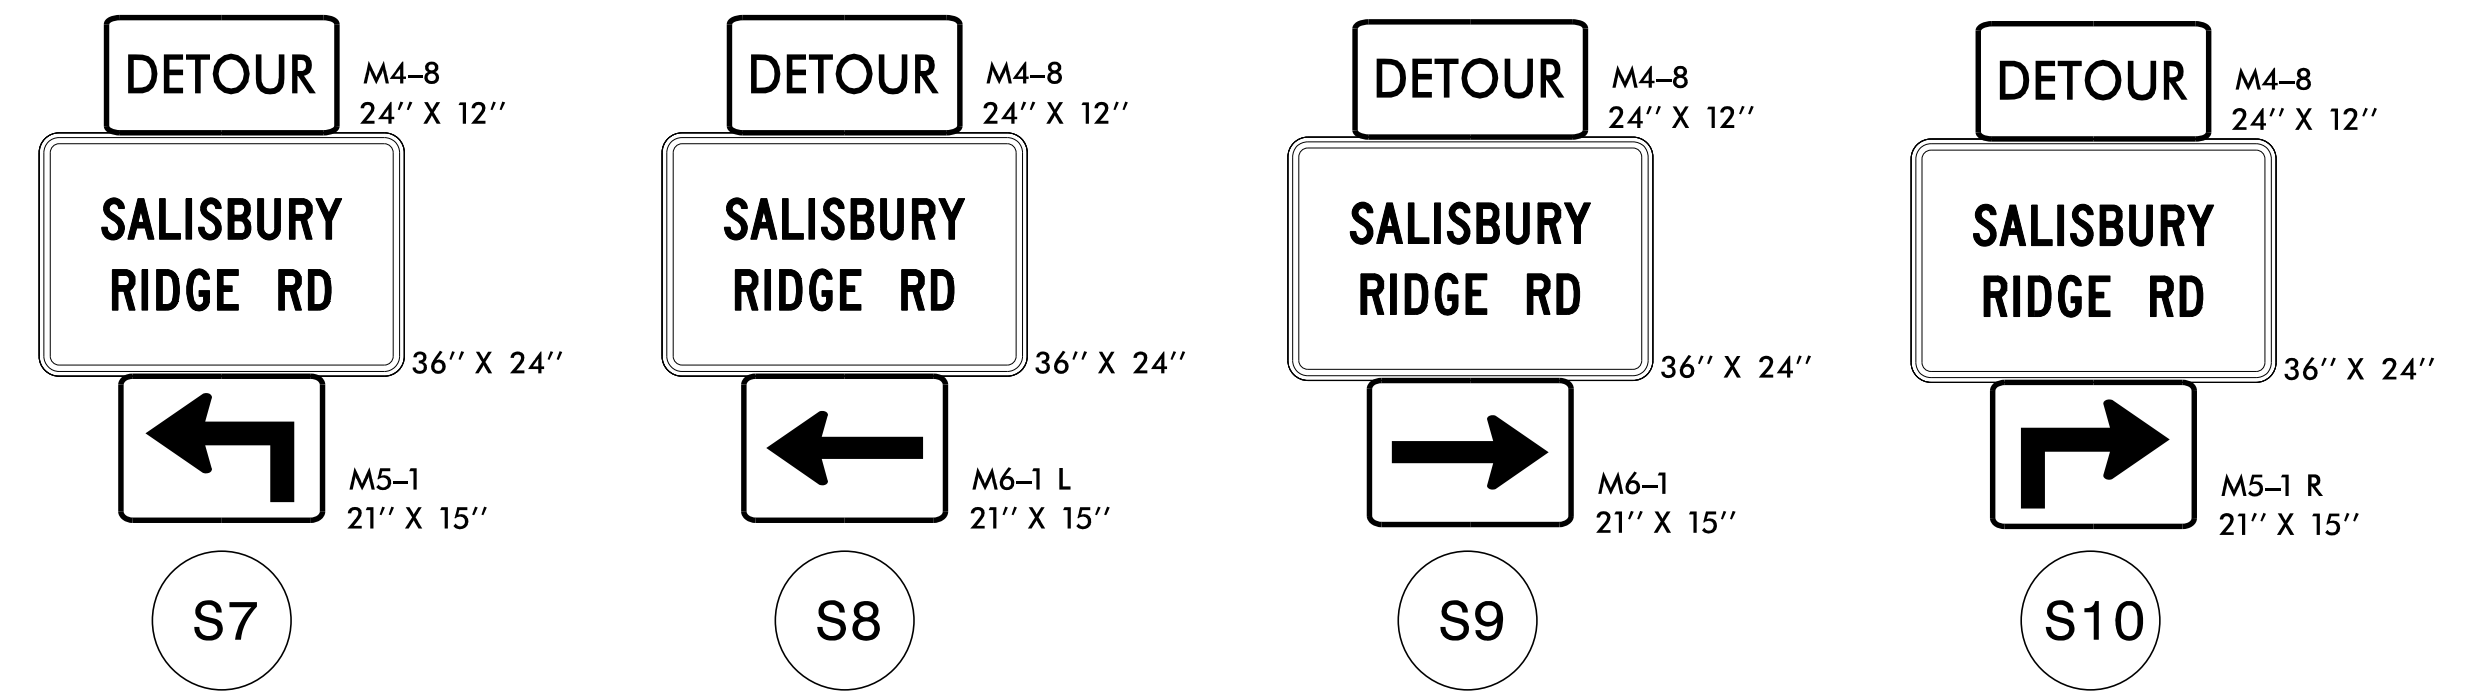 DETOUR
M4–8
24'' X 12''
SALISBURY
RIDGE RD
36'' X 24''
M5–1
21'' X 15''
S7
DETOUR
M4–8
24'' X 12''
SALISBURY
RIDGE RD
36'' X 24''
M6–1 L
21'' X 15''
S8
DETOUR
M4–8
24'' X 12''
SALISBURY
RIDGE RD
36'' X 24''
M6–1
21'' X 15''
S9
DETOUR
M4–8
24'' X 12''
SALISBURY
RIDGE RD
36'' X 24''
M5–1 R
21'' X 15''
S10